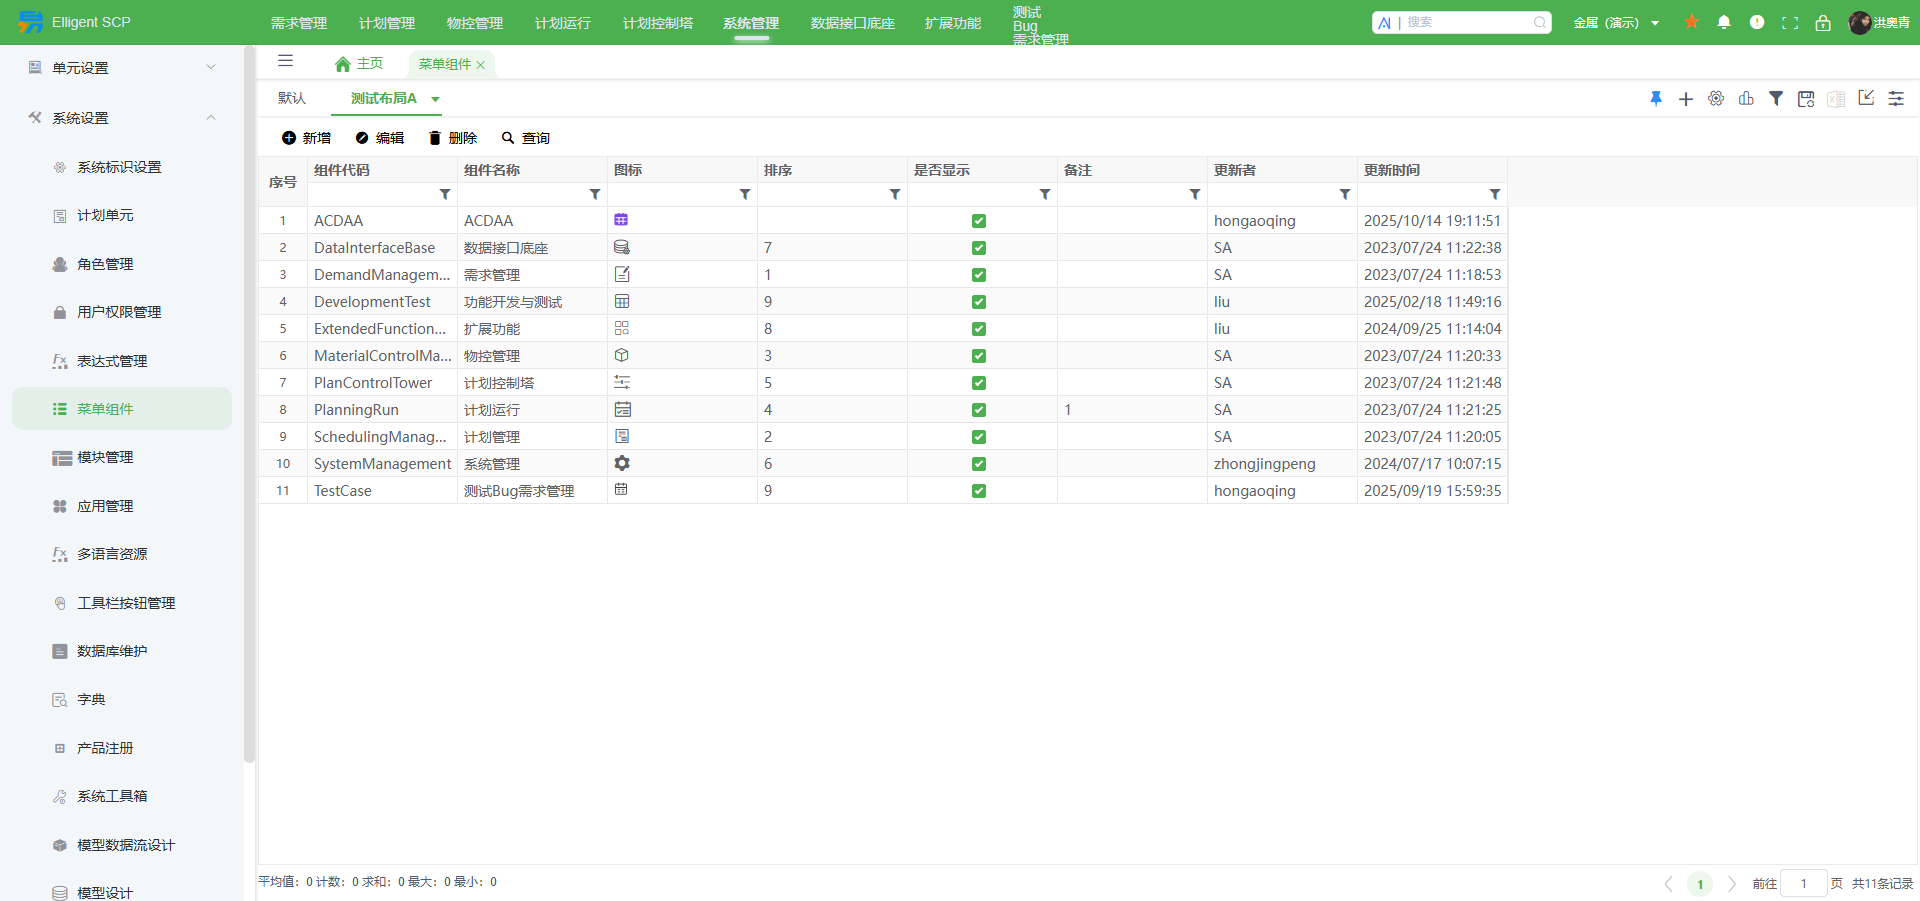 Elligent SCP
需求管理 计划管理 物控管理 计划运行 计划控制塔 系统管理 数据接口底座 扩展功能 测试
Bug
需求管理
AI | 搜索
金属（演示）
洪奥青
单元设置
系统设置
系统标识设置
计划单元
角色管理
用户权限管理
表达式管理
菜单组件
模块管理
应用管理
多语言资源
工具栏按钮管理
数据库维护
字典
产品注册
系统工具箱
模型数据流设计
模型设计
主页 菜单组件
默认 测试布局A
新增 编辑 删除 查询
序号 组件代码 组件名称 图标 排序 是否显示 备注 更新者 更新时间
1 ACDAA ACDAA hongaoqing 2025/10/14 19:11:51
2 DataInterfaceBase 数据接口底座 7 SA 2023/07/24 11:22:38
3 DemandManagem... 需求管理 1 SA 2023/07/24 11:18:53
4 DevelopmentTest 功能开发与测试 9 liu 2025/02/18 11:49:16
5 ExtendedFunction... 扩展功能 8 liu 2024/09/25 11:14:04
6 MaterialControlMa... 物控管理 3 SA 2023/07/24 11:20:33
7 PlanControlTower 计划控制塔 5 SA 2023/07/24 11:21:48
8 PlanningRun 计划运行 4 1 SA 2023/07/24 11:21:25
9 SchedulingManag... 计划管理 2 SA 2023/07/24 11:20:05
10 SystemManagement 系统管理 6 zhongjingpeng 2024/07/17 10:07:15
11 TestCase 测试Bug需求管理 9 hongaoqing 2025/09/19 15:59:35
平均值：0 计数：0 求和：0 最大：0 最小：0
1 前往 1 页 共11条记录